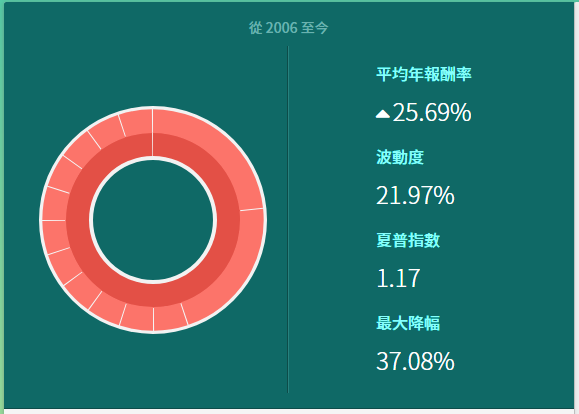 從 2006 至今
平均年報酬率
25.69%
波動度
21.97%
夏普指數
1.17
最大降幅
37.08%